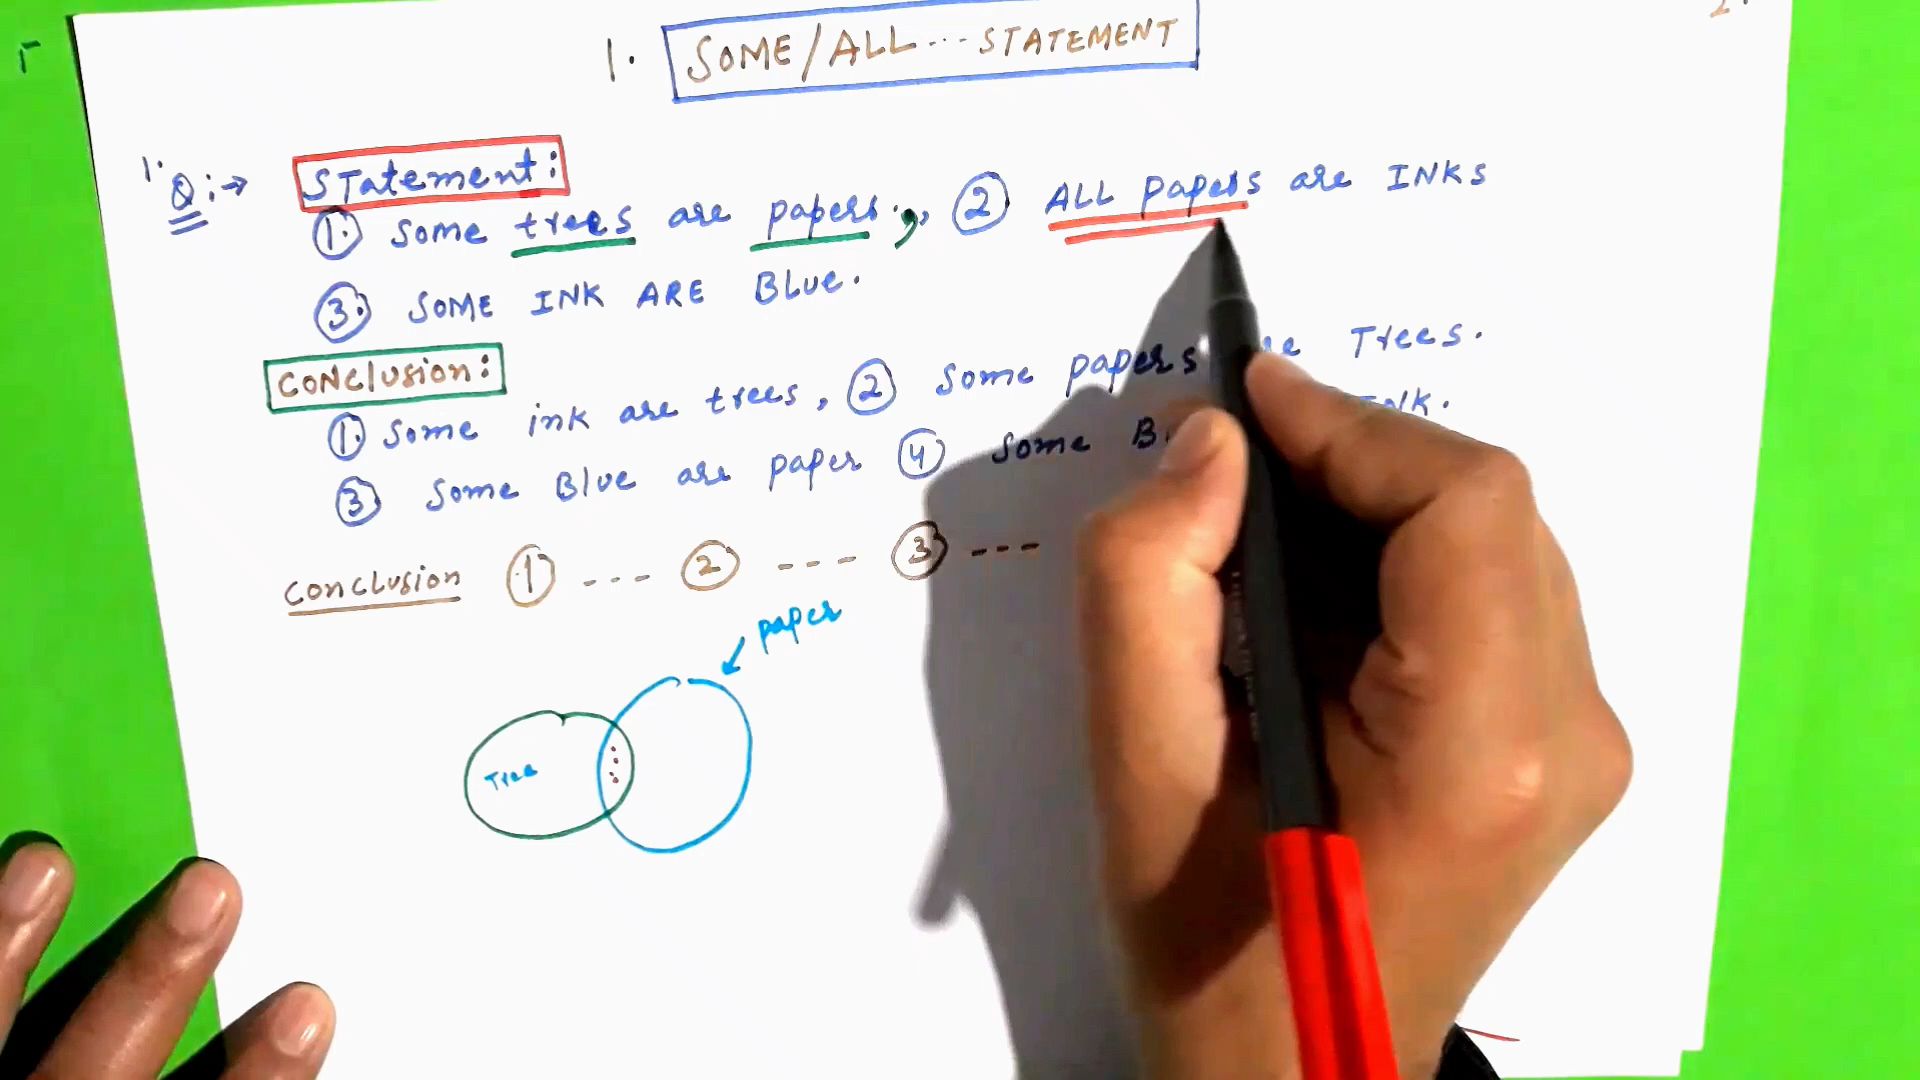 1. SOME/ALL... STATEMENT
1. Q:→ Statement:
①. Some trees are papers., ② ALL papers are INKS
③. SOME INK ARE Blue.
Conclusion:
①. Some ink are trees, ② Some papers Trees.
③ Some Blue are paper ④ Some
Conclusion ① --- ② ---- ③ ---
paper
Tree